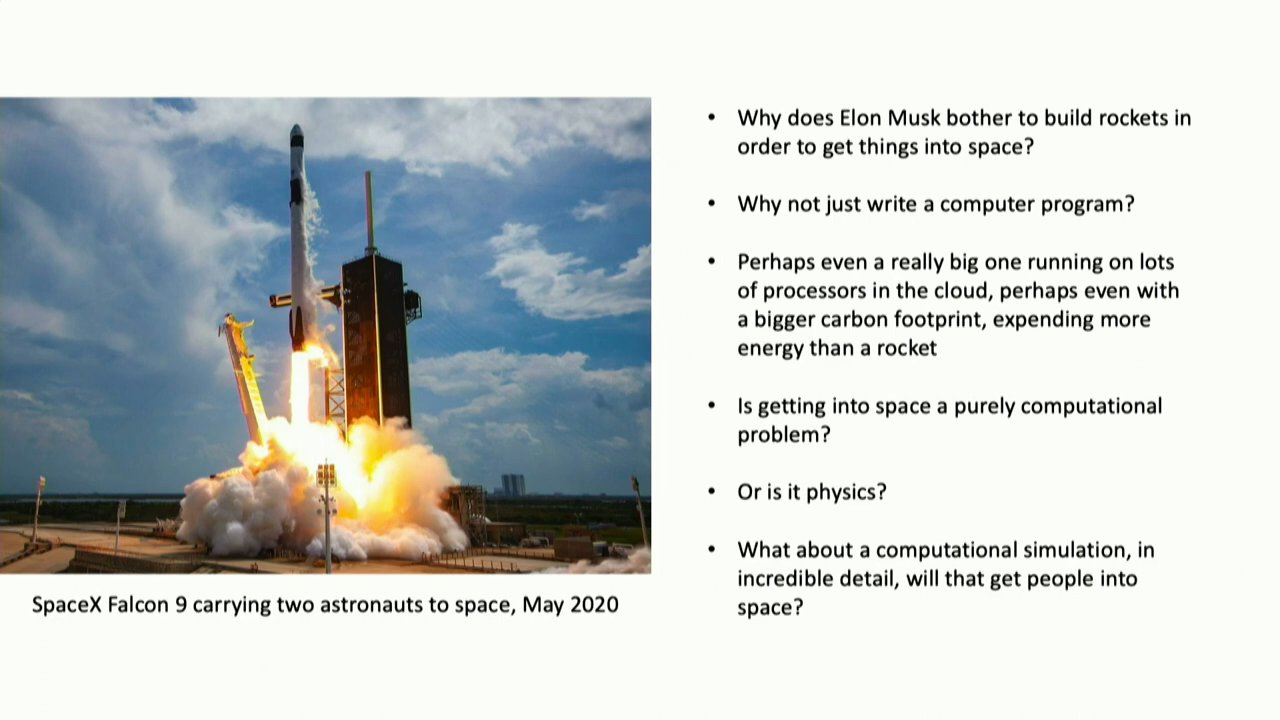 • Why does Elon Musk bother to build rockets in
order to get things into space?
• Why not just write a computer program?
• Perhaps even a really big one running on lots
of processors in the cloud, perhaps even with
a bigger carbon footprint, expending more
energy than a rocket
• Is getting into space a purely computational
problem?
• Or is it physics?
• What about a computational simulation, in
incredible detail, will that get people into
space?
SpaceX Falcon 9 carrying two astronauts to space, May 2020